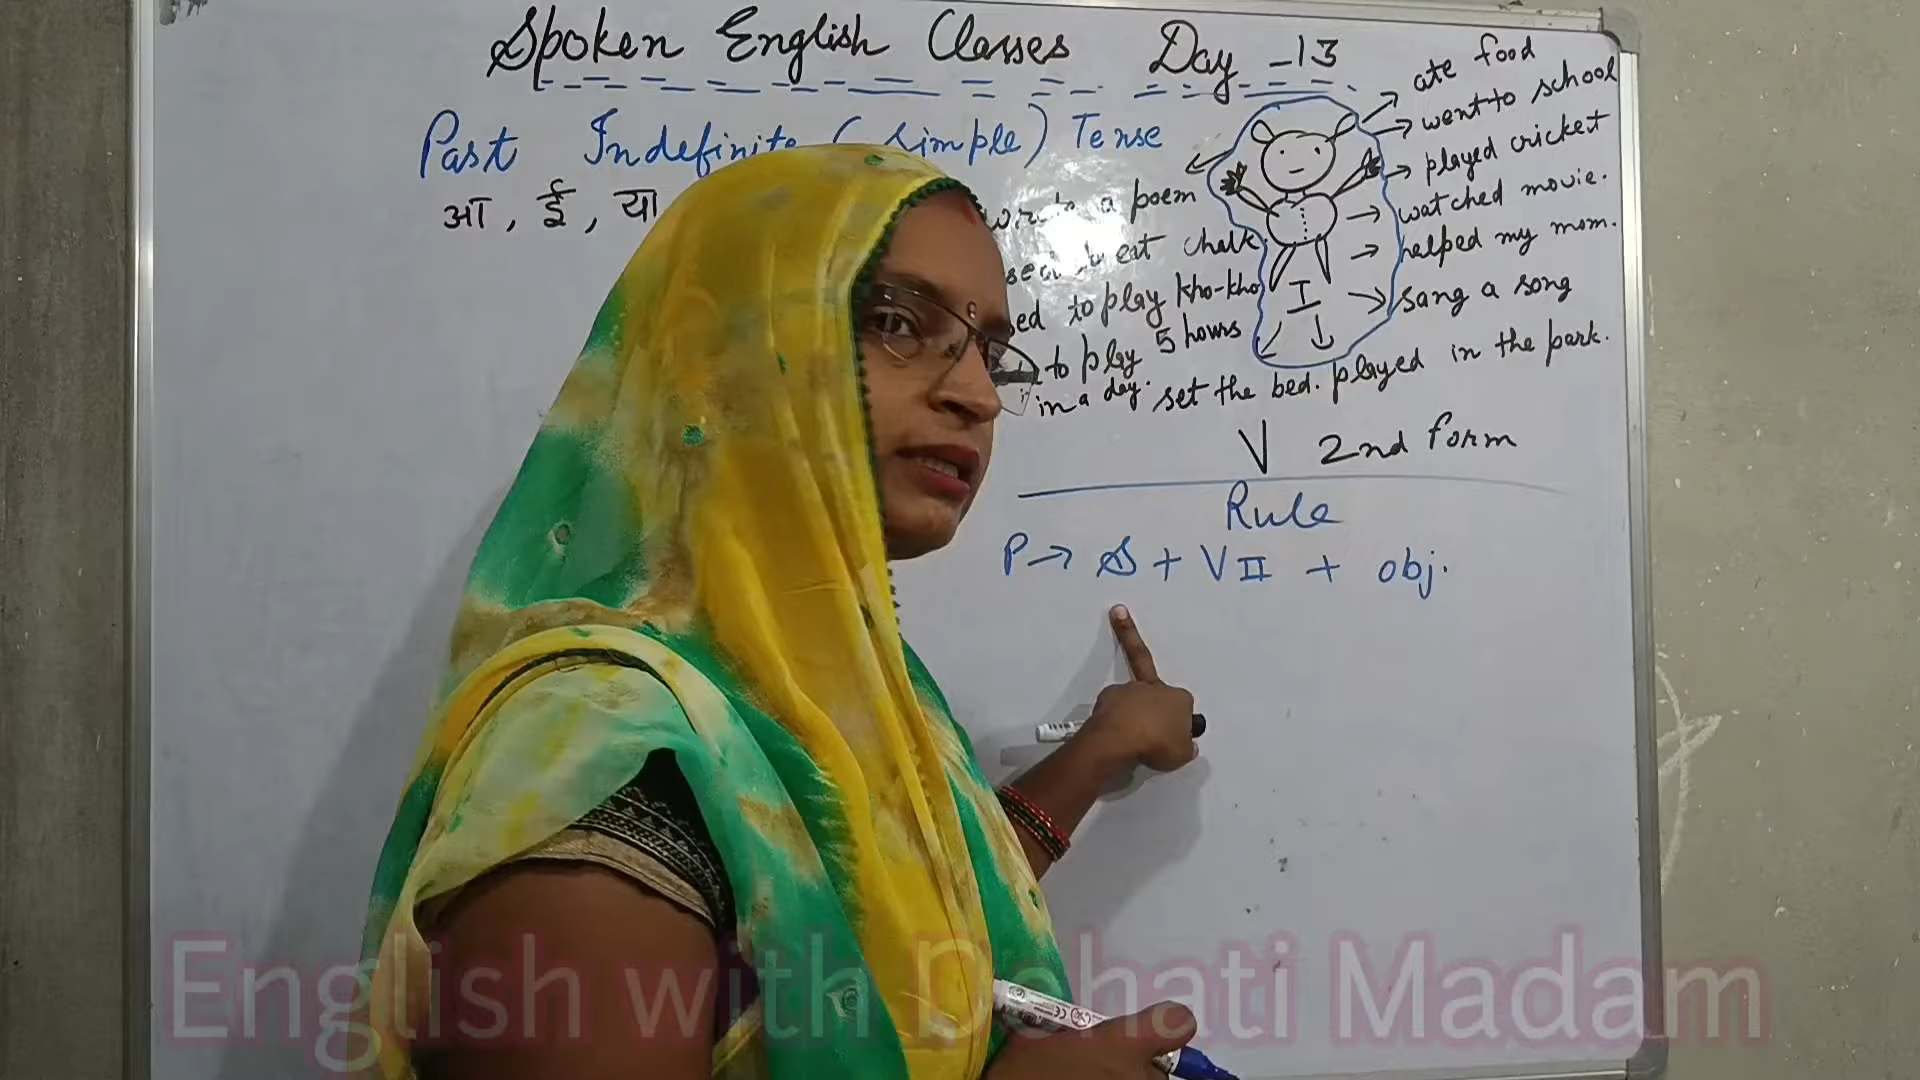 Spoken English Classes Day -13
Past Indefinite (simple) Tense
आ, ई, या
ate food
went to school
played cricket
watched movie.
helped my mom.
sang a song
played in the park.
set the bed.
a poem
eat chalk
to play kho-kho
to play 5 hours
in a day.
I
V 2nd form
Rule
P → S + V II + obj.
English with Dehati Madam